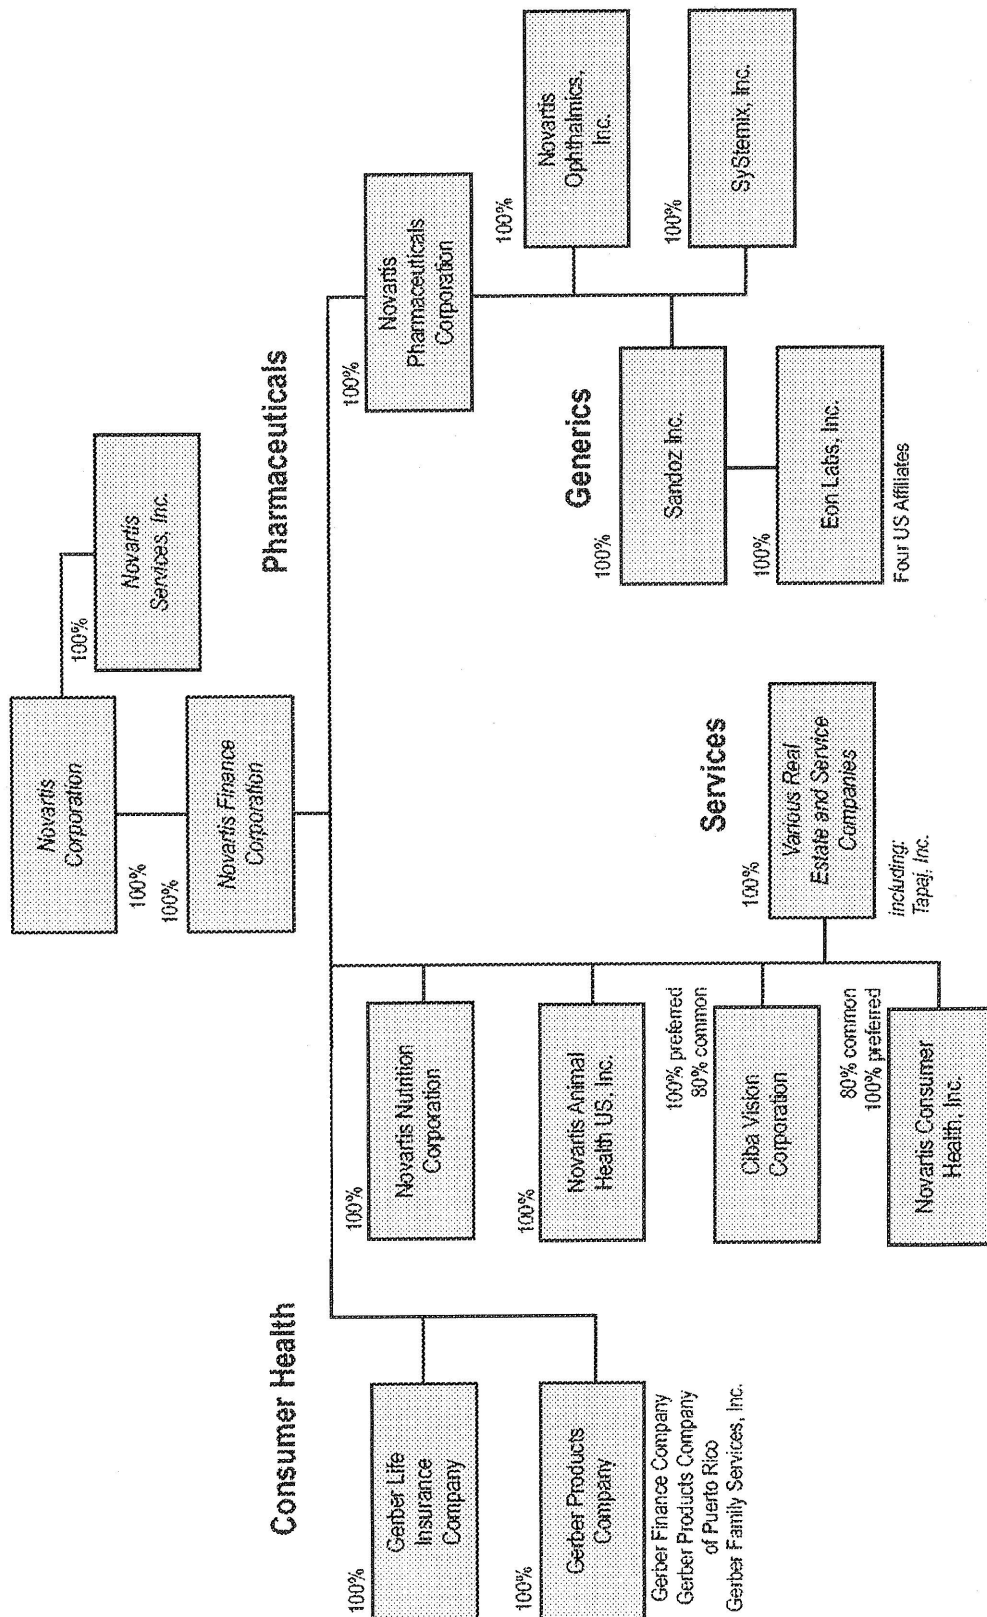 100%
Novartis
Corporation
100%
Novartis
Services, Inc.
100%
Novartis Finance
Corporation
100%
Consumer Health
Pharmaceuticals
100%
Gerber Life
Insurance
Company
100%
Gerber Products
Company
Gerber Finance Company
Gerber Products Company
of Puerto Rico
Gerber Family Services, Inc.
100%
Novartis Nutrition
Corporation
100%
Novartis Animal
Health US, Inc.
100% preferred
80% common
Ciba Vision
Corporation
80% common
100% preferred
Novartis Consumer
Health, Inc.
Services
100%
Various Real
Estate and Service
Companies
including:
Tapaj, Inc.
100%
Novartis
Pharmaceuticals
Corporation
Generics
100%
Sandoz Inc.
100%
Eon Labs, Inc.
Four US Affiliates
100%
Novartis
Ophthalmics,
Inc.
100%
SyStemix, Inc.